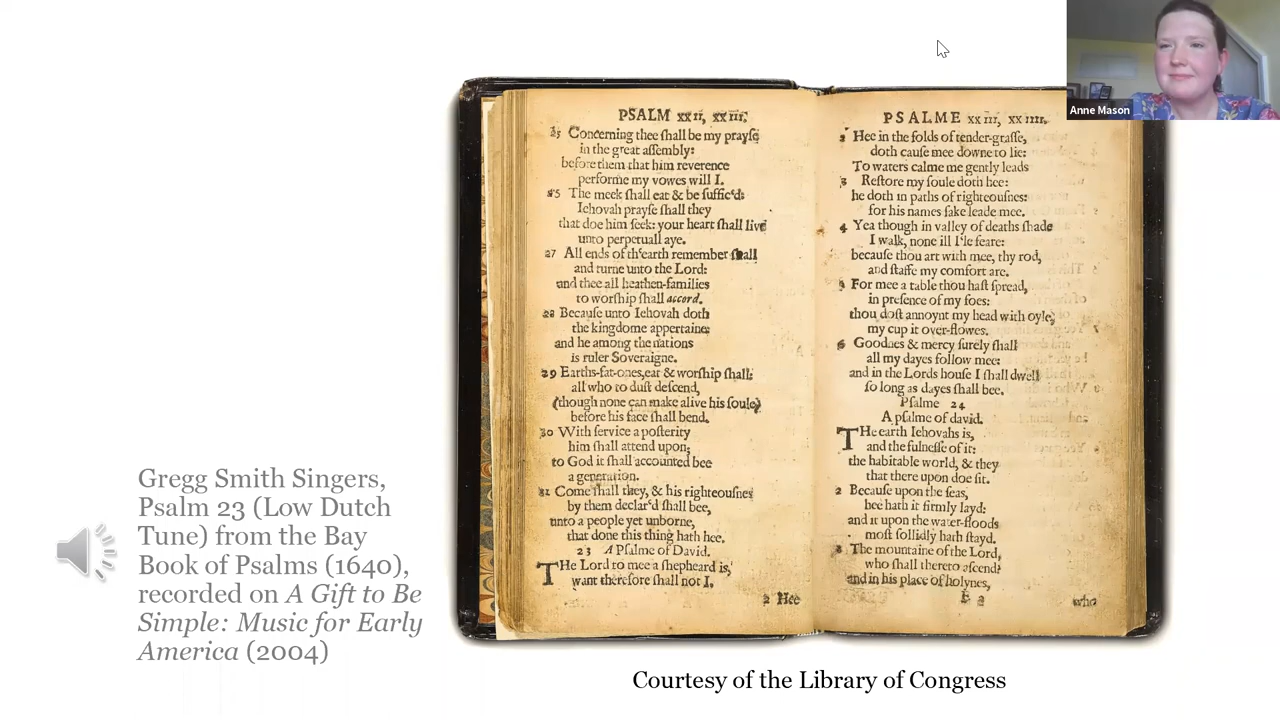 Anne Mason
PSALM XXII, XXIII.
25 Concerning thee shall be my prayse
in the great assembly:
before them that him reverence
performe my vowes will I.
The meek shall eat & be suffic'd:
Iehovah prayse shall they
that doe him seek: your heart shall live
unto perpetuall aye.
27 All ends of th'earth remember shall
and turne unto the Lord:
and thee all heathen-families
to worship shall accord.
28 Because unto Iehovah doth
the kingdome appertaine:
and he among the nations
is ruler Soveraigne.
29 Earths-fat-ones, eat & worship shall:
all who to dust descend,
(though none can make alive his soule)
before his face shall bend.
30 With service a posterity
him shall attend upon;
to God it shall accounted bee
a generation.
31 Come shall they, & his righteousnes
by them declar'd shall bee,
unto a people yet unborne,
that done this thing hath hee.
23 A Psalme of David.
THe Lord to mee a shepheard is,
want therefore shall not I.
2 Hee
PSALME XXIII, XXIIII.
2 Hee in the folds of tender-grasse,
doth cause mee downe to lie:
To waters calme me gently leads
3 Restore my soule doth hee:
he doth in paths of righteousnes:
for his names sake leade mee.
4 Yea though in valley of deaths shade
I walk, none ill I'le feare:
because thou art with mee, thy rod,
and staffe my comfort are.
5 For mee a table thou hast spread,
in presence of my foes:
thou dost annoynt my head with oyle,
my cup it over-flowes.
6 Goodnes & mercy surely shall
all my dayes follow mee:
and in the Lords house I shall dwell
so long as dayes shall bee.
Psalme 24
A psalme of david.
THe earth Iehovahs is,
and the fulnesse of it:
the habitable world, & they
that there upon doe sit.
2 Because upon the seas,
hee hath it firmly layd:
and it upon the water-floods
most sollidly hath stayd.
3 The mountaine of the Lord,
who shall thereto ascend?
and in his place of holynes,
E 2
who
Gregg Smith Singers,
Psalm 23 (Low Dutch
Tune) from the Bay
Book of Psalms (1640),
recorded on A Gift to Be
Simple: Music for Early
America (2004)
Courtesy of the Library of Congress